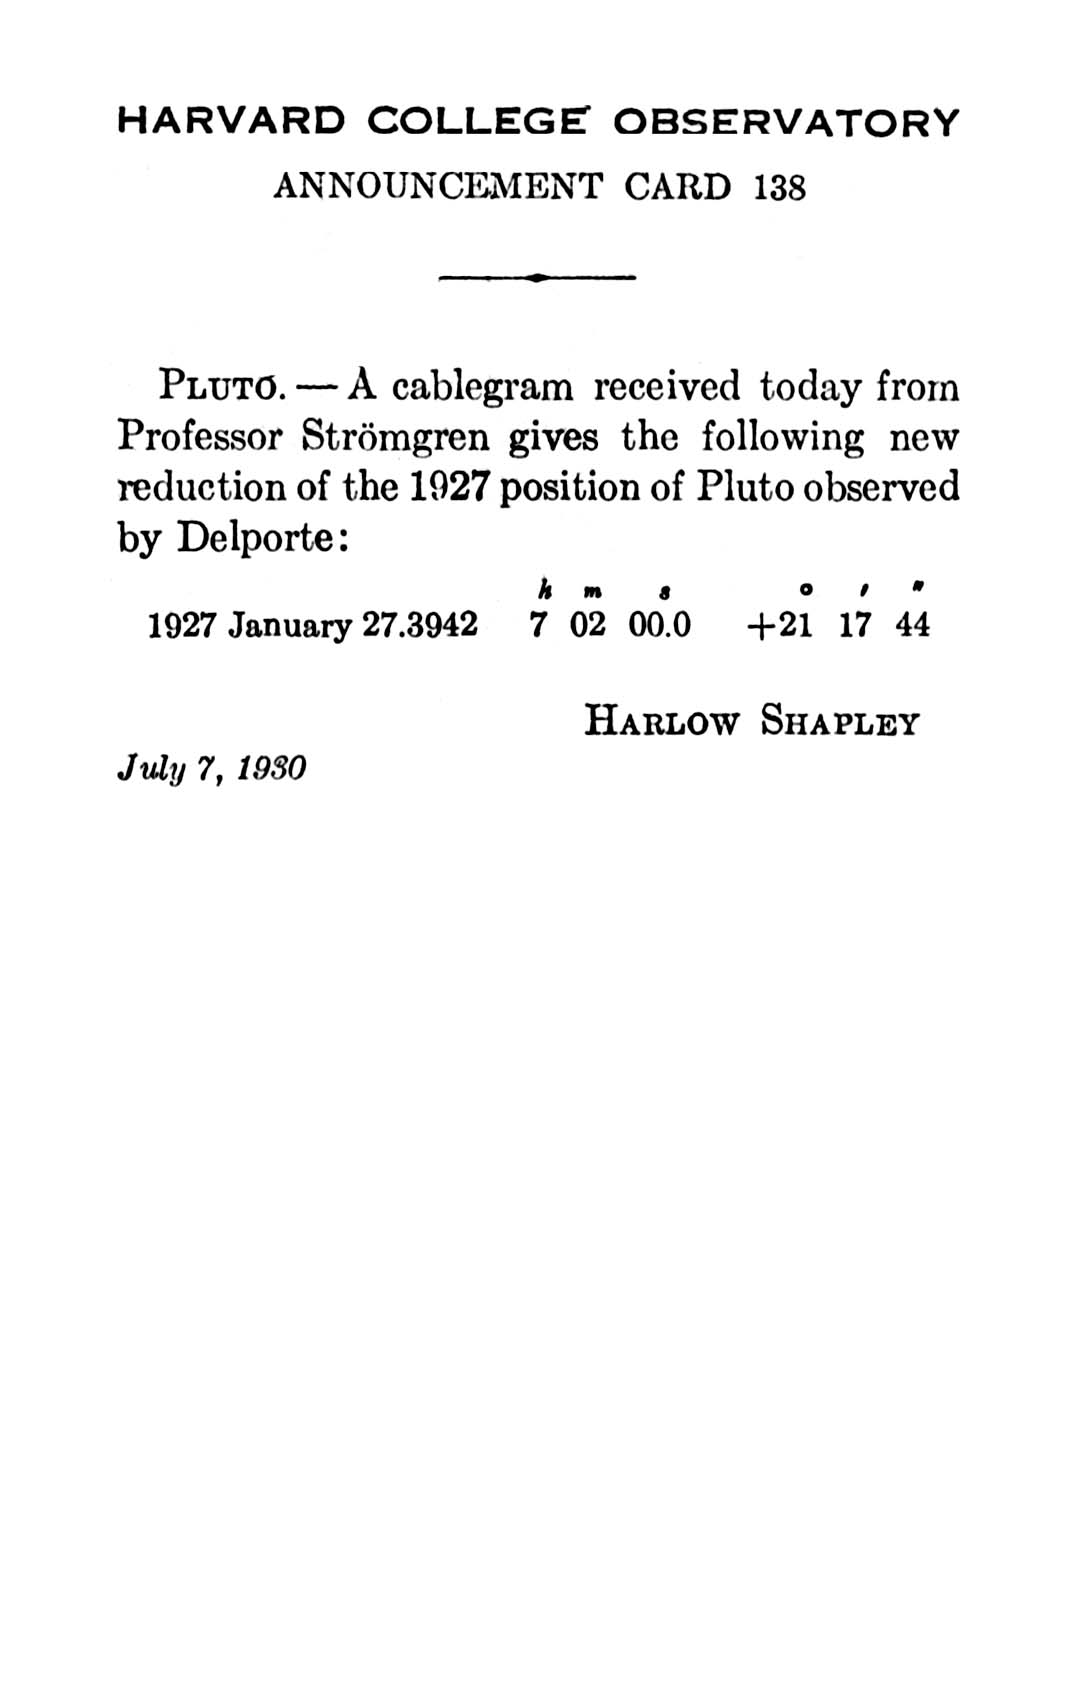 HARVARD COLLEGE OBSERVATORY
ANNOUNCEMENT CARD 138
PLUTO. — A cablegram received today from
Professor Strömgren gives the following new
reduction of the 1927 position of Pluto observed
by Delporte:
h m s ° ′ ″
1927 January 27.3942 7 02 00.0 +21 17 44
HARLOW SHAPLEY
July 7, 1930